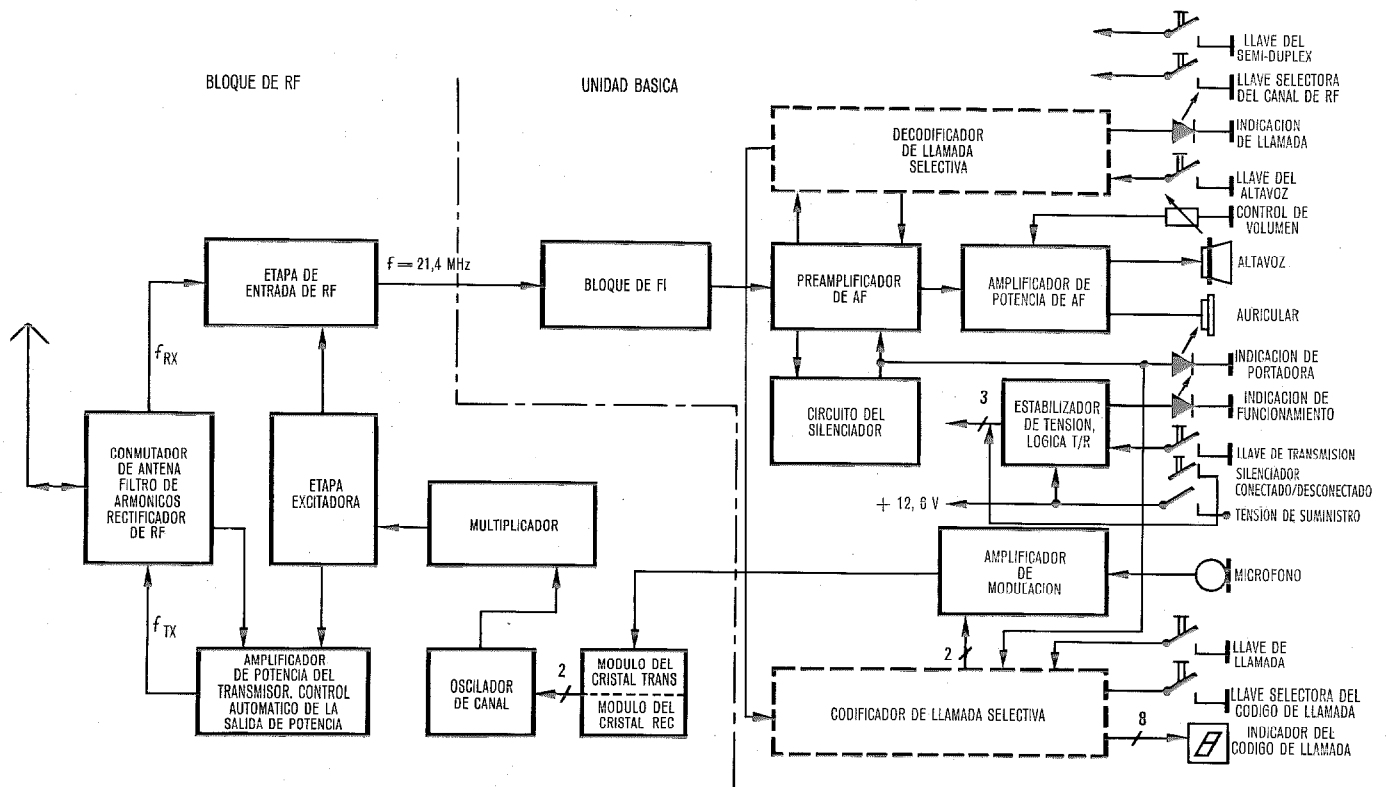 BLOQUE DE RF
UNIDAD BASICA
LLAVE DEL
SEMI-DUPLEX
LLAVE SELECTORA
DEL CANAL DE RF
INDICACION
DE LLAMADA
LLAVE DEL
ALTAVOZ
CONTROL DE
VOLUMEN
ALTAVOZ
AURICULAR
INDICACION DE
PORTADORA
INDICACION DE
FUNCIONAMIENTO
LLAVE DE TRANSMISION
SILENCIADOR
CONECTADO/DESCONECTADO
TENSION DE SUMINISTRO
MICROFONO
LLAVE DE
LLAMADA
LLAVE SELECTORA DEL
CODIGO DE LLAMADA
INDICADOR DEL
CODIGO DE LLAMADA
DECODIFICADOR
DE LLAMADA
SELECTIVA
ETAPA DE
ENTRADA DE RF
f = 21,4 MHz
BLOQUE DE FI
PREAMPLIFICADOR
DE AF
AMPLIFICADOR DE
POTENCIA DE AF
f RX
CIRCUITO DEL
SILENCIADOR
3
ESTABILIZADOR
DE TENSION,
LOGICA T/R
CONMUTADOR
DE ANTENA
FILTRO DE
ARMONICOS
RECTIFICADOR
DE RF
ETAPA
EXCITADORA
MULTIPLICADOR
+ 12, 6 V
AMPLIFICADOR
DE
MODULACION
f TX
AMPLIFICADOR
DE POTENCIA DEL
TRANSMISOR. CONTROL
AUTOMATICO DE LA
SALIDA DE POTENCIA
OSCILADOR
DE CANAL
2
MODULO DEL
CRISTAL TRANS
MODULO DEL
CRISTAL REC
2
CODIFICADOR DE LLAMADA SELECTIVA
8